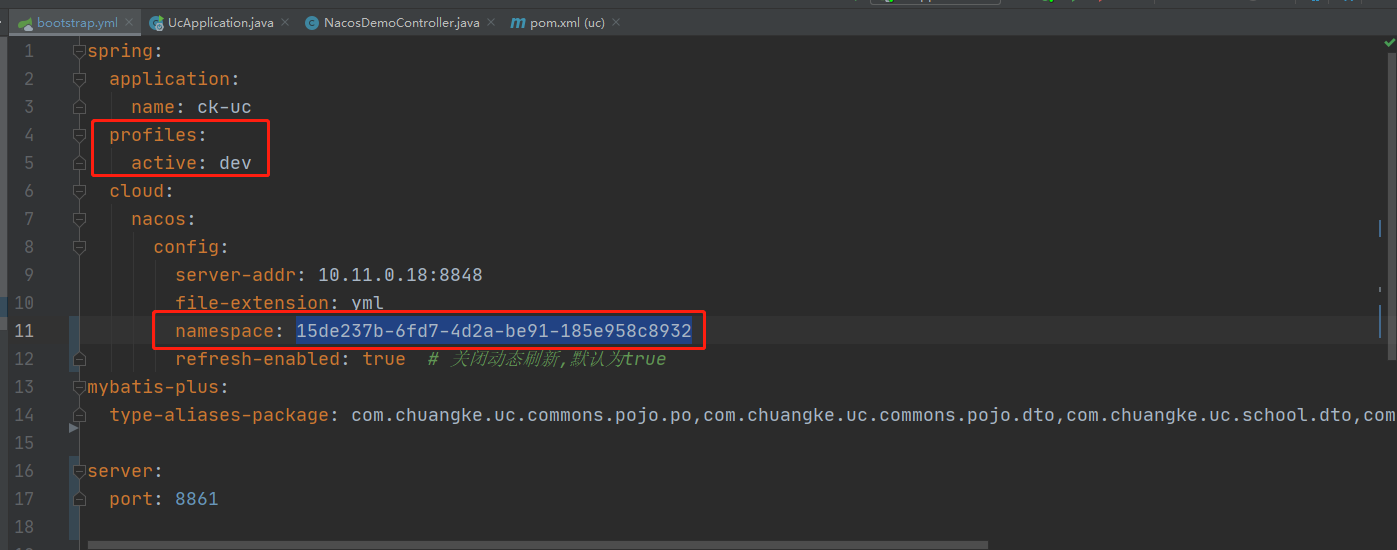 bootstrap.yml UcApplication.java NacosDemoController.java pom.xml (uc)
1 spring:
2 application:
3 name: ck-uc
4 profiles:
5 active: dev
6 cloud:
7 nacos:
8 config:
9 server-addr: 10.11.0.18:8848
10 file-extension: yml
11 namespace: 15de237b-6fd7-4d2a-be91-185e958c8932
12 refresh-enabled: true # 关闭动态刷新,默认为true
13 mybatis-plus:
14 type-aliases-package: com.chuangke.uc.commons.pojo.po,com.chuangke.uc.commons.pojo.dto,com.chuangke.uc.school.dto,com
15
16 server:
17 port: 8861
18